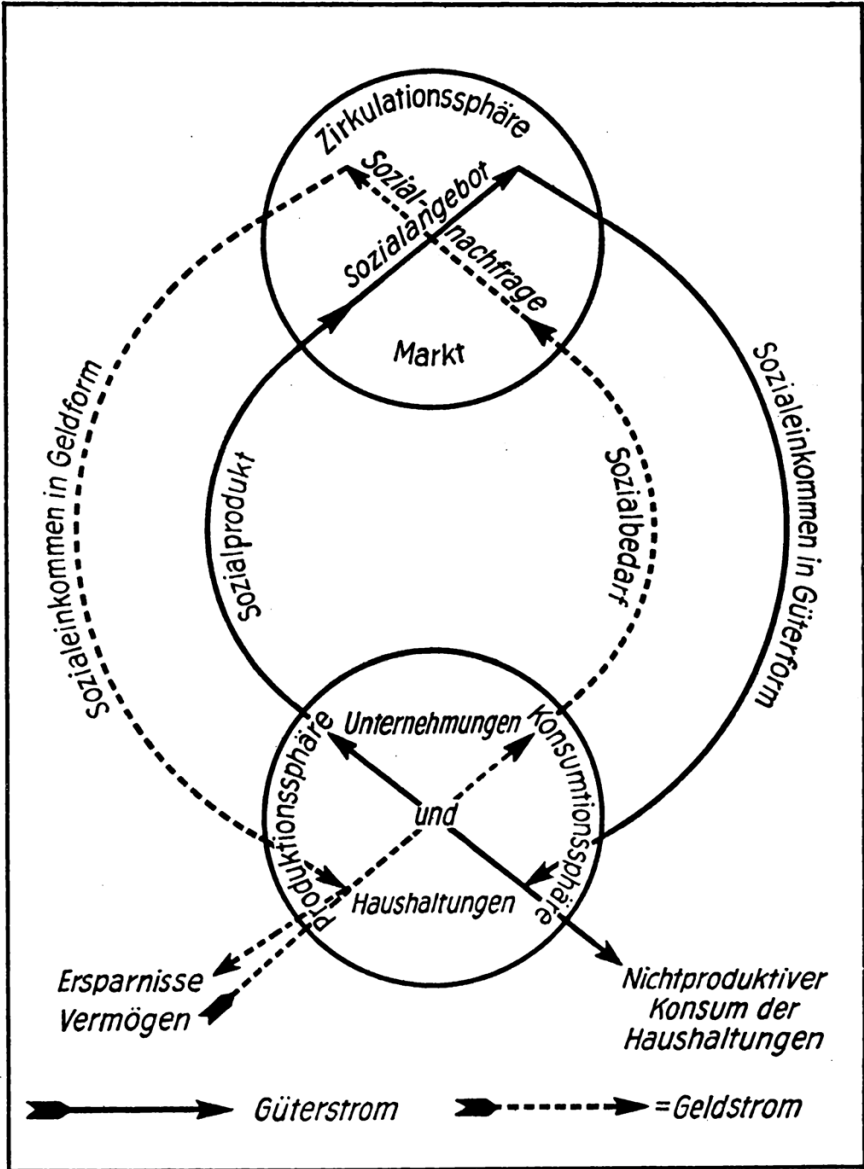 Zirkulationssphäre
Sozial-
nachfrage
Sozialangebot
Markt
Sozialeinkommen in Geldform
Sozialprodukt
Sozialbedarf
Sozialeinkommen in Güterform
Produktionssphäre
Unternehmungen
und
Haushaltungen
Konsumtionssphäre
Ersparnisse
Vermögen
Nichtproduktiver
Konsum der
Haushaltungen
Güterstrom
=Geldstrom